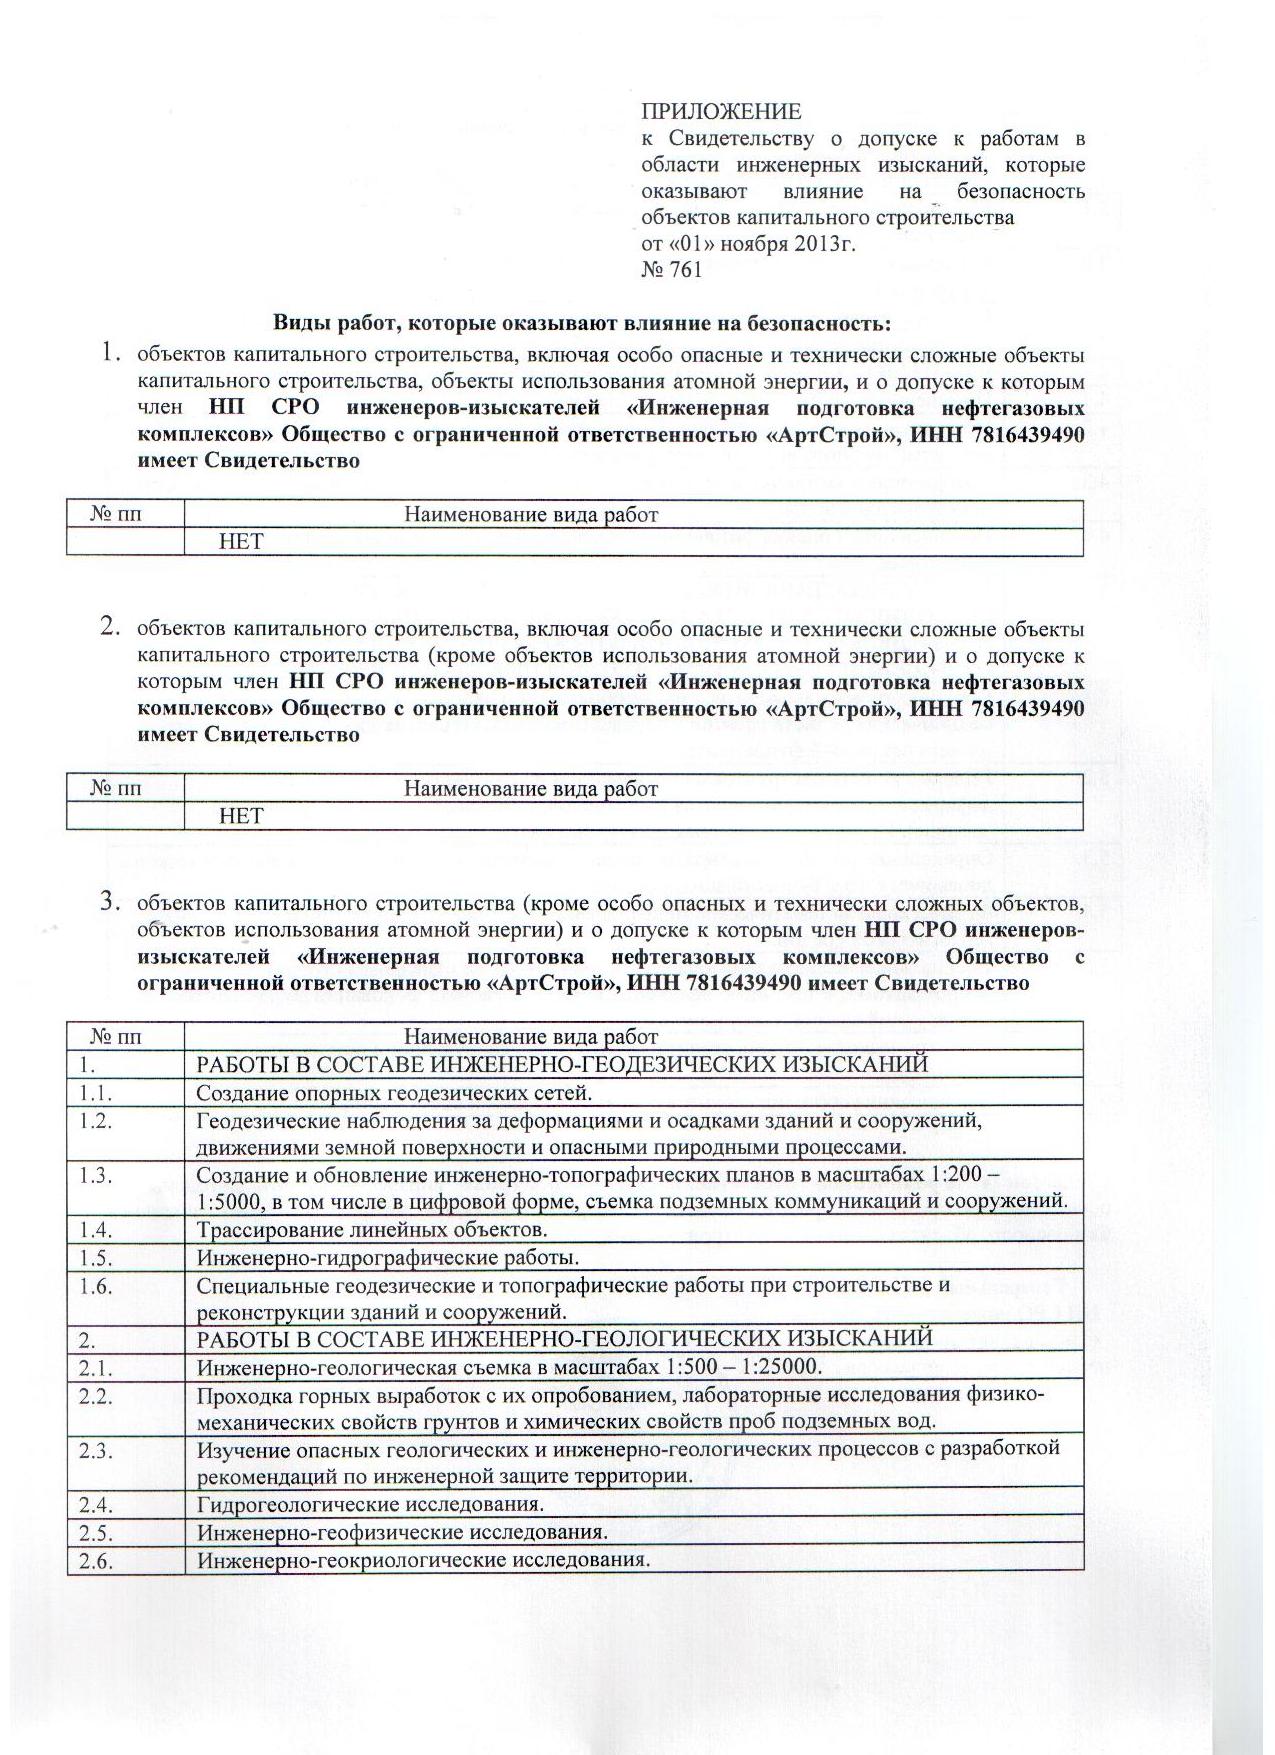 ПРИЛОЖЕНИЕ
к Свидетельству о допуске к работам в
области инженерных изысканий, которые
оказывают влияние на безопасность
объектов капитального строительства
от «01» ноября 2013г.
№ 761
Виды работ, которые оказывают влияние на безопасность:
1. объектов капитального строительства, включая особо опасные и технически сложные объекты
капитального строительства, объекты использования атомной энергии, и о допуске к которым
член НП СРО инженеров-изыскателей «Инженерная подготовка нефтегазовых
комплексов» Общество с ограниченной ответственностью «АртСтрой», ИНН 7816439490
имеет Свидетельство
№ пп Наименование вида работ
НЕТ
2. объектов капитального строительства, включая особо опасные и технически сложные объекты
капитального строительства (кроме объектов использования атомной энергии) и о допуске к
которым член НП СРО инженеров-изыскателей «Инженерная подготовка нефтегазовых
комплексов» Общество с ограниченной ответственностью «АртСтрой», ИНН 7816439490
имеет Свидетельство
№ пп Наименование вида работ
НЕТ
3. объектов капитального строительства (кроме особо опасных и технически сложных объектов,
объектов использования атомной энергии) и о допуске к которым член НП СРО инженеров-
изыскателей «Инженерная подготовка нефтегазовых комплексов» Общество с
ограниченной ответственностью «АртСтрой», ИНН 7816439490 имеет Свидетельство
№ пп Наименование вида работ
1. РАБОТЫ В СОСТАВЕ ИНЖЕНЕРНО-ГЕОДЕЗИЧЕСКИХ ИЗЫСКАНИЙ
1.1. Создание опорных геодезических сетей.
1.2. Геодезические наблюдения за деформациями и осадками зданий и сооружений,
движениями земной поверхности и опасными природными процессами.
1.3. Создание и обновление инженерно-топографических планов в масштабах 1:200 –
1:5000, в том числе в цифровой форме, съемка подземных коммуникаций и сооружений.
1.4. Трассирование линейных объектов.
1.5. Инженерно-гидрографические работы.
1.6. Специальные геодезические и топографические работы при строительстве и
реконструкции зданий и сооружений.
2. РАБОТЫ В СОСТАВЕ ИНЖЕНЕРНО-ГЕОЛОГИЧЕСКИХ ИЗЫСКАНИЙ
2.1. Инженерно-геологическая съемка в масштабах 1:500 – 1:25000.
2.2. Проходка горных выработок с их опробованием, лабораторные исследования физико-
механических свойств грунтов и химических свойств проб подземных вод.
2.3. Изучение опасных геологических и инженерно-геологических процессов с разработкой
рекомендаций по инженерной защите территории.
2.4. Гидрогеологические исследования.
2.5. Инженерно-геофизические исследования.
2.6. Инженерно-геокриологические исследования.